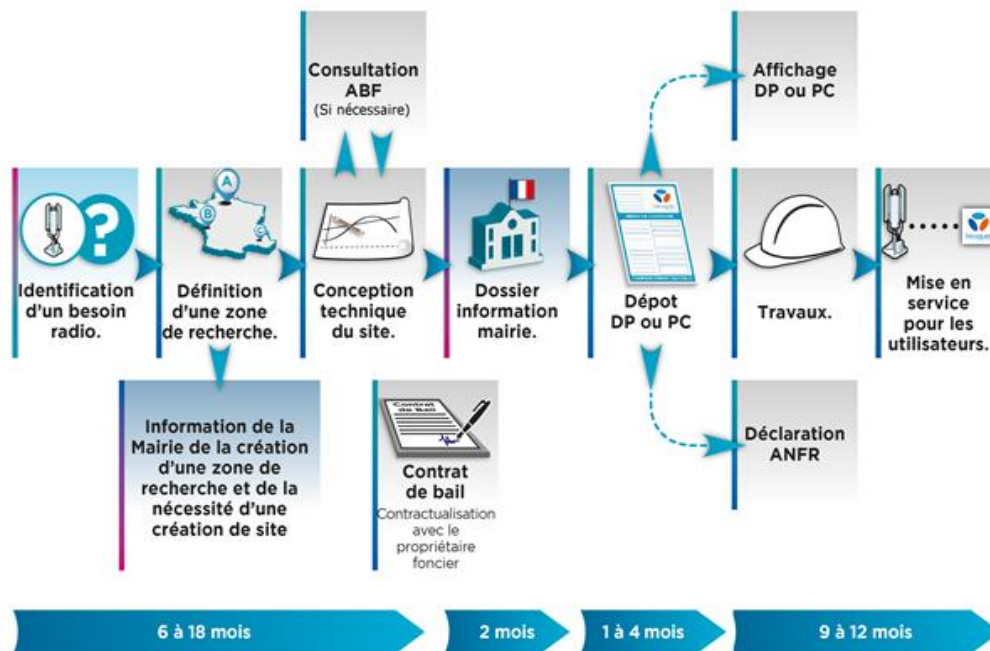 Consultation
ABF
(Si nécessaire)
Affichage
DP ou PC
A
B
C
?
Identification
d'un besoin
radio.
Définition
d'une zone
de recherche.
Conception
technique
du site.
Dossier
information
mairie.
Dépot
DP ou PC
Travaux.
Mise en
service
pour les
utilisateurs.
Information de la
Mairie de la création
d'une zone de
recherche et de la
nécessité d'une
création de site
Contrat
de Bail
Contrat
de bail
Contractualisation
avec le
propriétaire
foncier
Déclaration
ANFR
6 à 18 mois
2 mois
1 à 4 mois
9 à 12 mois